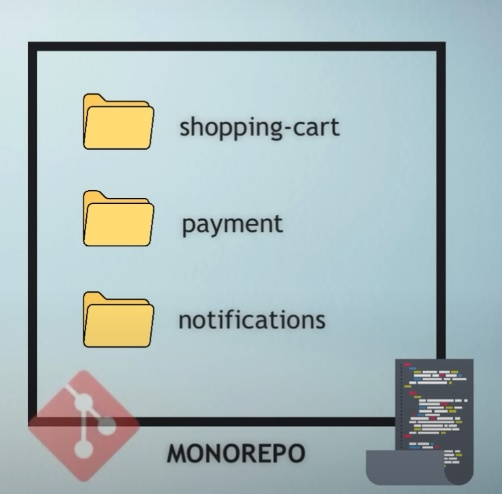 shopping-cart
payment
notifications
MONOREPO